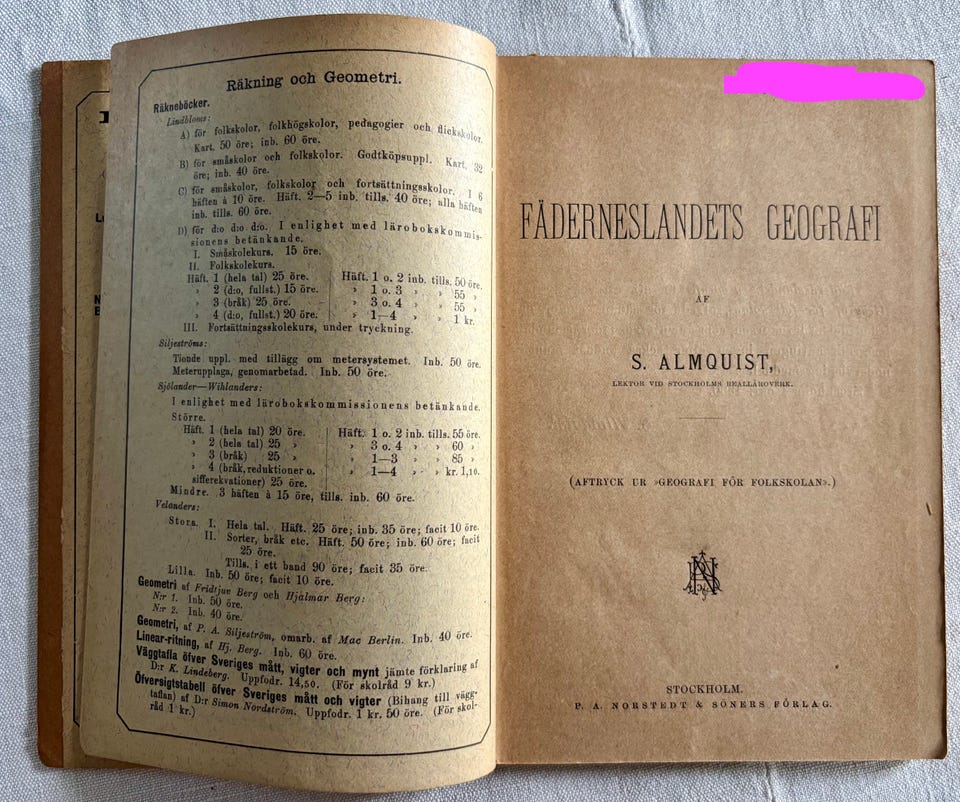 Räkning och Geometri.
Räkneböcker.
Lindbloms:
A) för folkskolor, folkhögskolor, pedagogier och flickskolor.
Kart. 50 öre; inb. 60 öre.
B) för småskolor och folkskolor. Godtköpsuppl. Kart. 32
öre; inb. 40 öre.
C) för småskolor, folkskolor och fortsättningsskolor. I 6
häften à 10 öre. Häft. 2—5 inb. tills. 40 öre; alla häften
inb. tills. 60 öre.
D) för d:o d:o d:o. I enlighet med lärobokskommis-
sionens betänkande.
I. Småskolekurs. 15 öre.
II. Folkskolekurs.
Häft. 1 (hela tal) 25 öre. Häft. 1 o. 2 inb. tills. 50 öre.
» 2 (d:o, fullst.) 15 öre. » 1 o. 3 » » 55 »
» 3 (bråk) 25 öre. » 3 o. 4 » » 55 »
» 4 (d:o, fullst.) 20 öre. » 1—4 » » 1 kr.
III. Fortsättningsskolekurs, under tryckning.
Siljeströms:
Tionde uppl. med tillägg om metersystemet. Inb. 50 öre.
Meterupplaga, genomarbetad. Inb. 50 öre.
Sjölander—Wihlanders:
I enlighet med lärobokskommissionens betänkande.
Större.
Häft. 1 (hela tal) 20 öre. Häft. 1 o. 2 inb. tills. 55 öre.
» 2 (hela tal) 25 » » 3 o. 4 » » 60 »
» 3 (bråk) 25 » » 1—3 » » 85 »
» 4 (bråk, reduktioner o. » 1—4 » » kr. 1,10.
sifferekvationer) 25 öre.
Mindre. 3 häften à 15 öre, tills. inb. 60 öre.
Velanders:
Stora. I. Hela tal. Häft. 25 öre; inb. 35 öre; facit 10 öre.
II. Sorter, bråk etc. Häft. 50 öre; inb. 60 öre; facit
25 öre.
Tills. i ett band 90 öre; facit 35 öre.
Lilla. Inb. 50 öre; facit 10 öre.
Geometri af Fridtjuv Berg och Hjalmar Berg:
N:r 1. Inb. 50 öre.
N:r 2. Inb. 40 öre.
Geometri, af P. A. Siljeström, omarb. af Mac Berlin. Inb. 40 öre.
Linear-ritning, af Hj. Berg. Inb. 60 öre.
Väggtafla öfver Sveriges mått, vigter och mynt jämte förklaring af
D:r K. Lindeberg. Uppfodr. 14,50. (För skolråd 9 kr.)
Öfversigtstabell öfver Sveriges mått och vigter (Bihang till vägg-
taflan) af D:r Simon Nordström. Uppfodr. 1 kr. 50 öre. (För skol-
råd 1 kr.)
FÄDERNESLANDETS GEOGRAFI
AF
S. ALMQUIST,
LEKTOR VID STOCKHOLMS REALLÄROVERK.
(AFTRYCK UR »GEOGRAFI FÖR FOLKSKOLAN».)
STOCKHOLM.
P. A. NORSTEDT & SÖNERS FÖRLAG.